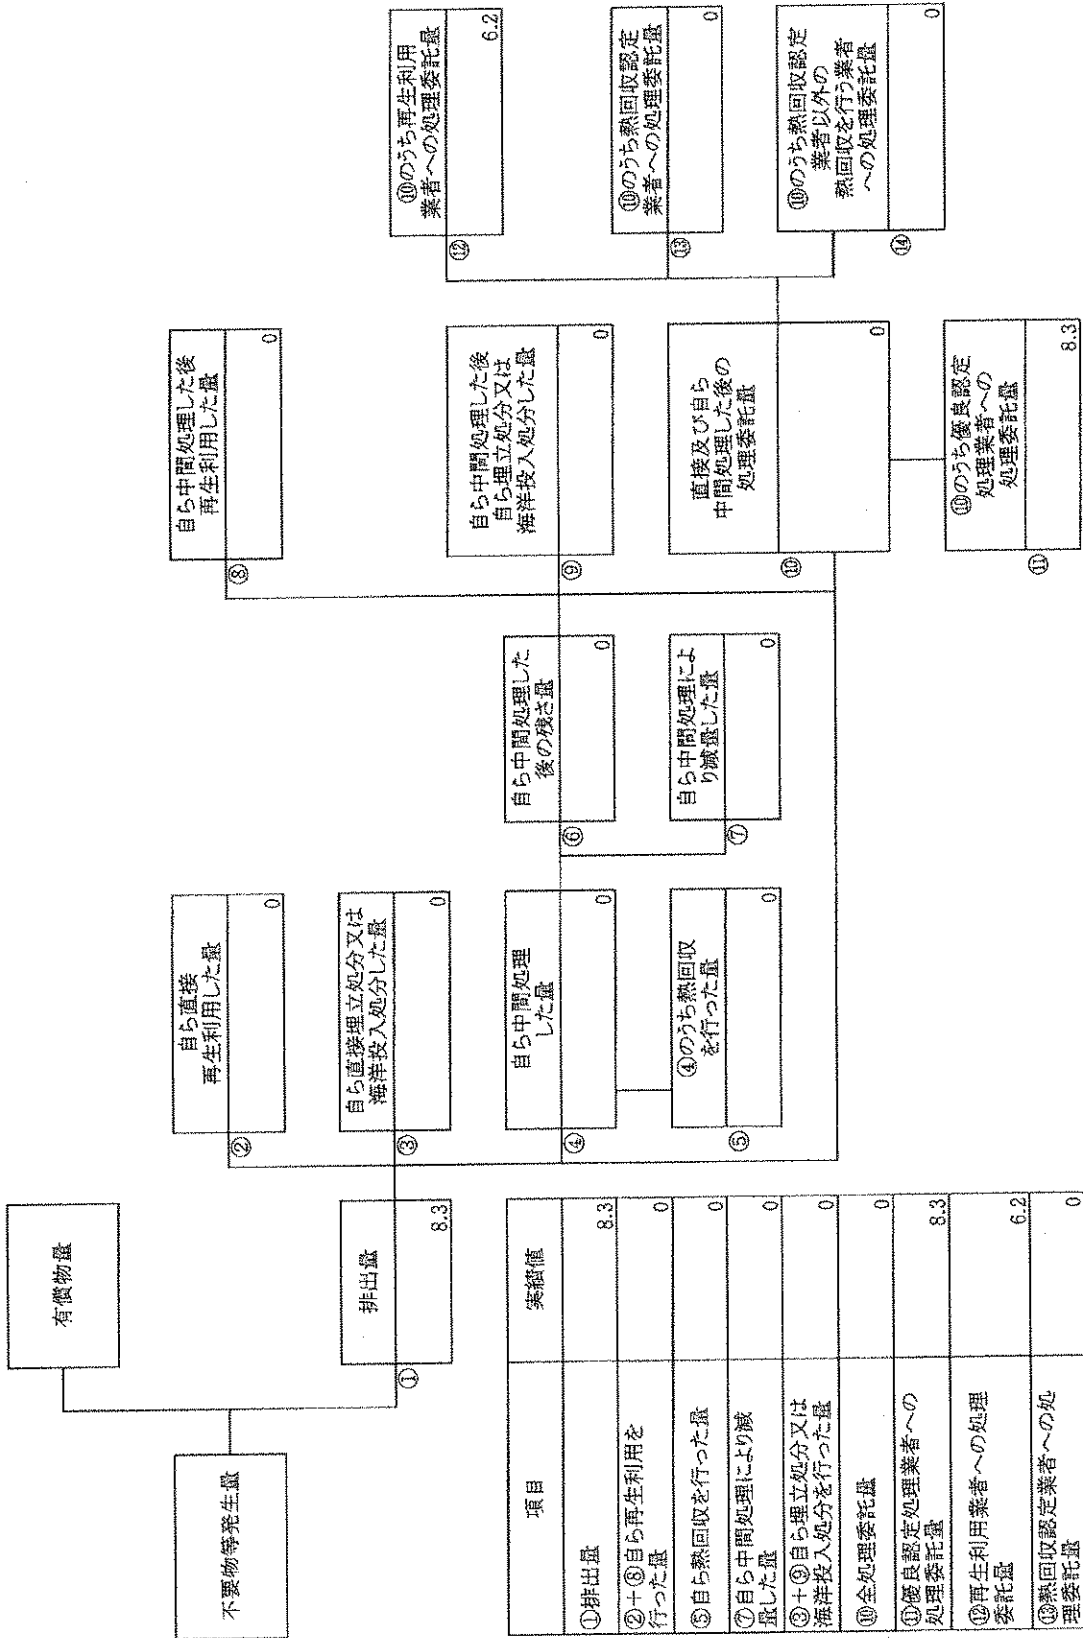 有償物量
不要物等発生量
排出量
①
8.3
自ら直接
再生利用した量
②
0
自ら直接埋立処分又は
海洋投入処分した量
③
0
自ら中間処理
した量
④
0
④のうち熱回収
を行った量
⑤
0
自ら中間処理した
後の残さ量
⑥
0
自ら中間処理によ
り減量した量
⑦
0
自ら中間処理した後
再生利用した量
⑧
0
自ら中間処理した後
自ら埋立処分又は
海洋投入処分した量
⑨
0
直接及び自ら
中間処理した後の
処理委託量
⑩
0
⑩のうち優良認定
処理業者への
処理委託量
⑪
8.3
⑩のうち再生利用
業者への処理委託量
⑫
6.2
⑩のうち熱回収認定
業者への処理委託量
⑬
0
⑩のうち熱回収認定
業者以外の
熱回収を行う業者
への処理委託量
⑭
0
項目 実績値
①排出量 8.3
②+⑧自ら再生利用を
行った量 0
⑤自ら熱回収を行った量 0
⑦自ら中間処理により減
量した量 0
③+⑨自ら埋立処分又は
海洋投入処分を行った量 0
⑩全処理委託量 0
⑪優良認定処理業者への
処理委託量 8.3
⑫再生利用業者への処理
委託量 6.2
⑬熱回収認定業者への処
理委託量 0